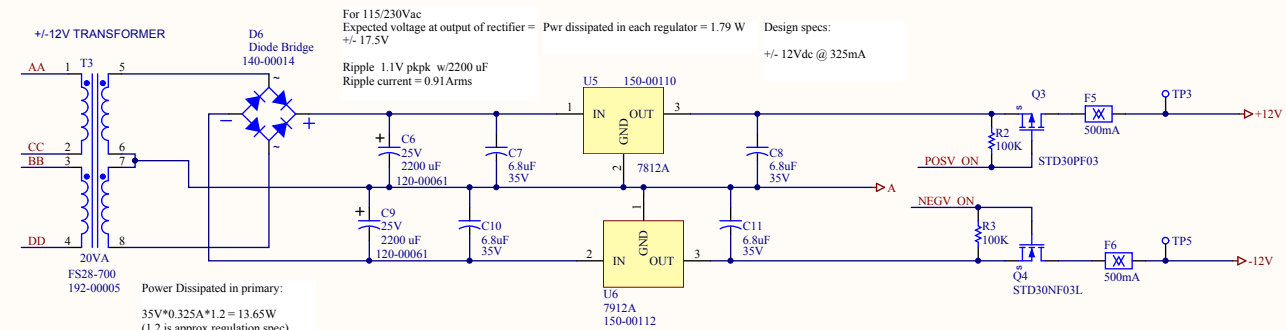 For 115/230Vac
Expected voltage at output of rectifier =
+/- 17.5V
Ripple 1.1V pkpk w/2200 uF
Ripple current = 0.91Arms
Pwr dissipated in each regulator = 1.79 W
Design specs:
+/- 12Vdc @ 325mA
+/-12V TRANSFORMER
D6
Diode Bridge
140-00014
AA
1
T3
5
~
CC
2
BB
3
6
7
DD
4
8
20VA
FS28-700
192-00005
−
+
~
+
C6
25V
2200 uF
120-00061
C7
6.8uF
35V
U5
150-00110
1
IN
OUT
3
GND
2
7812A
C8
6.8uF
35V
R2
100K
POSV_ON
s
Q3
STD30PF03
F5
500mA
TP3
+12V
A
+
C9
25V
2200 uF
120-00061
C10
6.8uF
35V
1
GND
2
IN
OUT
3
U6
7912A
150-00112
C11
6.8uF
35V
NEGV_ON
R3
100K
s
Q4
STD30NF03L
F6
500mA
TP5
-12V
Power Dissipated in primary:
35V*0.325A*1.2 = 13.65W
(1.2 is approx regulation spec)